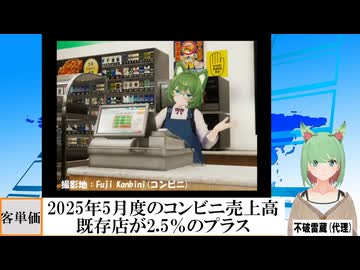 撮影地：Fuji Konbini(コンビニ)
客単価
2025年5月度のコンビニ売上高
既存店が2.5％のプラス
不破雷蔵(代理)